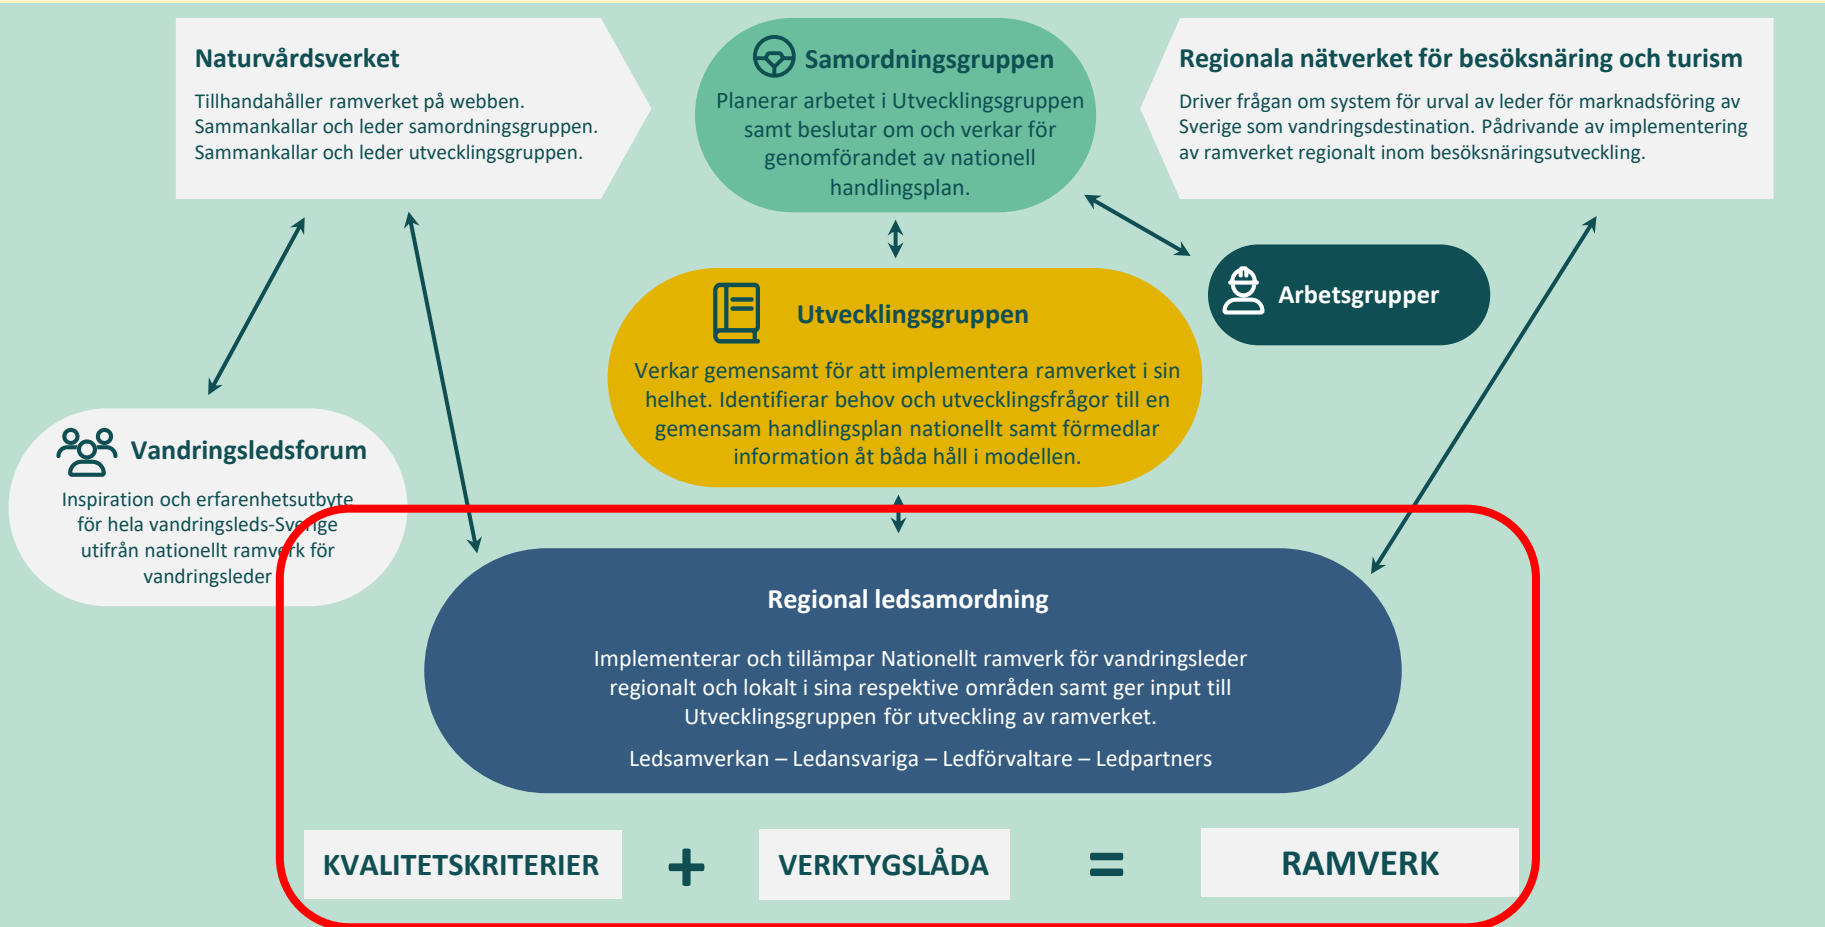 Naturvårdsverket
Tillhandahåller ramverket på webben.
Sammankallar och leder samordningsgruppen.
Sammankallar och leder utvecklingsgruppen.
Samordningsgruppen
Planerar arbetet i Utvecklingsgruppen
samt beslutar om och verkar för
genomförandet av nationell
handlingsplan.
Regionala nätverket för besöksnäring och turism
Driver frågan om system för urval av leder för marknadsföring av
Sverige som vandringsdestination. Pådrivande av implementering
av ramverket regionalt inom besöksnäringsutveckling.
Arbetsgrupper
Utvecklingsgruppen
Verkar gemensamt för att implementera ramverket i sin
helhet. Identifierar behov och utvecklingsfrågor till en
gemensam handlingsplan nationellt samt förmedlar
information åt båda håll i modellen.
Vandringsledsforum
Inspiration och erfarenhetsutbyte
för hela vandringsleds-Sverige
utifrån nationellt ramverk för
vandringsleder
Regional ledsamordning
Implementerar och tillämpar Nationellt ramverk för vandringsleder
regionalt och lokalt i sina respektive områden samt ger input till
Utvecklingsgruppen för utveckling av ramverket.
Ledsamverkan – Ledansvariga – Ledförvaltare – Ledpartners
KVALITETSKRITERIER + VERKTYGSLÅDA = RAMVERK